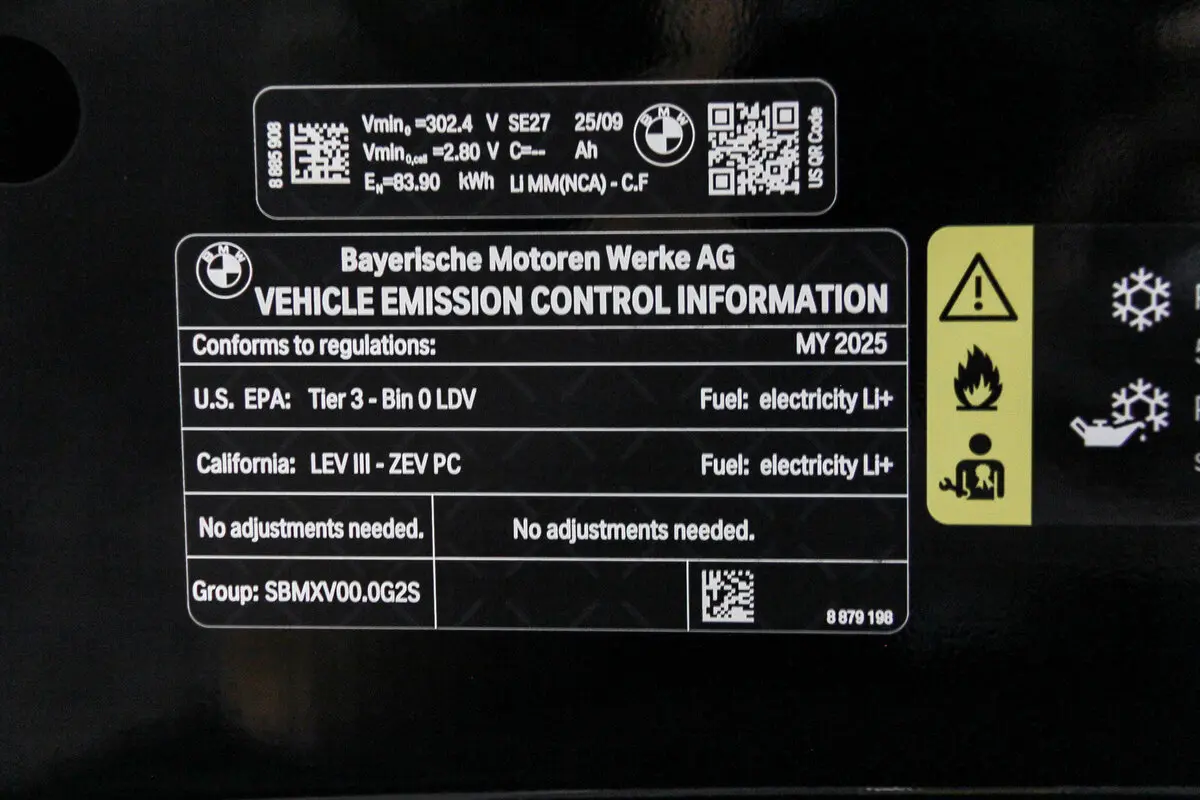 8 885 908
Vmin₀ =302.4 V SE27 25/09
Vmin₀,cell =2.80 V C=-- Ah
E_N=83.90 kWh Li MM(NCA) - C.F
BMW
US QR Code
BMW
Bayerische Motoren Werke AG
VEHICLE EMISSION CONTROL INFORMATION
Conforms to regulations: MY 2025
U.S. EPA: Tier 3 - Bin 0 LDV Fuel: electricity Li+
California: LEV III - ZEV PC Fuel: electricity Li+
No adjustments needed. No adjustments needed.
Group: SBMXV00.0G2S
8 879 198